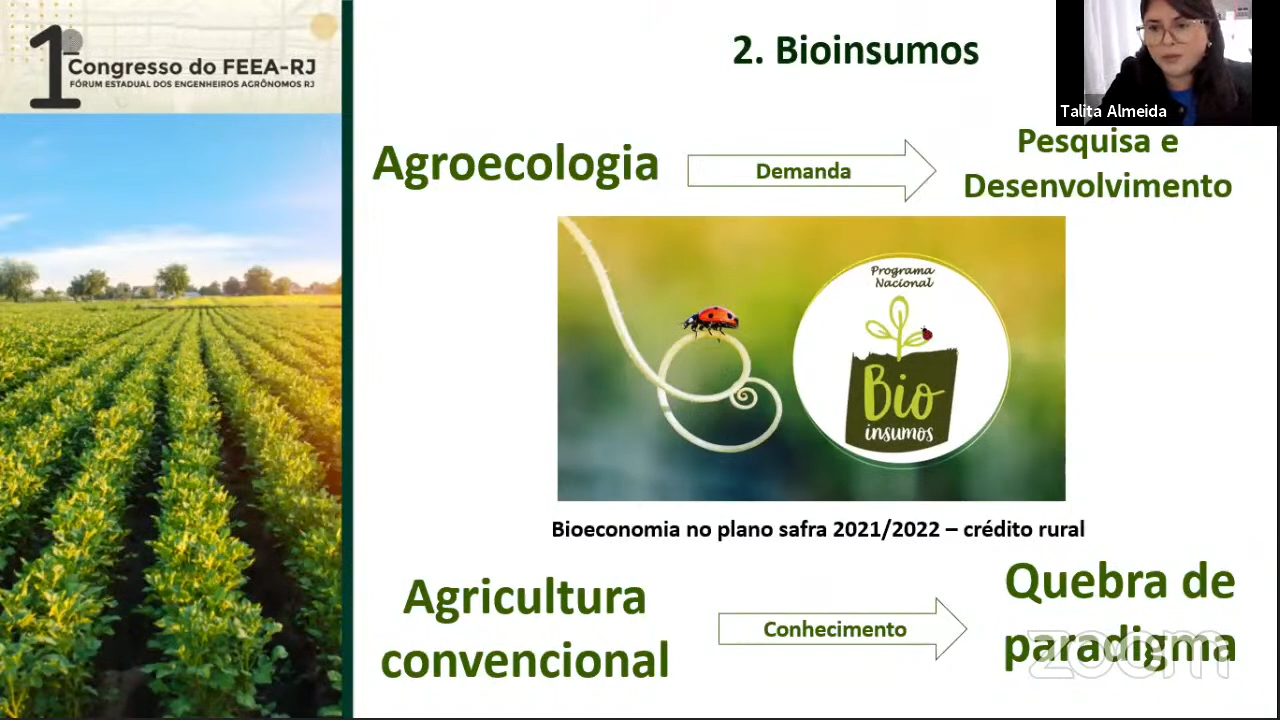 1º
Congresso do FEEA-RJ
FÓRUM ESTADUAL DOS ENGENHEIROS AGRÔNOMOS RJ
2. Bioinsumos
Talita Almeida
Agroecologia
Demanda
Pesquisa e
Desenvolvimento
Programa
Nacional
Bio
insumos
Bioeconomia no plano safra 2021/2022 – crédito rural
Agricultura
convencional
Conhecimento
Quebra de
paradigma
zoom